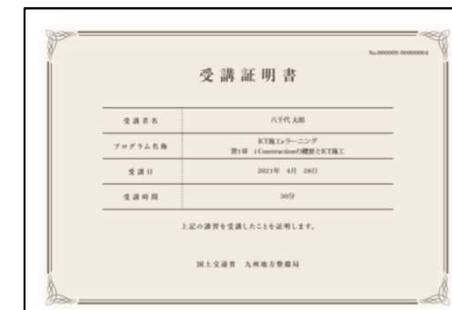 No.000000-00000004
受講証明書
受講者名
八千代 太郎
プログラム名称
ICT施工eラーニング
第1回 i-Constructionの概要とICT施工
受講日
2021年 4月 28日
受講時間
30分
上記の講習を受講したことを証明します。
国土交通省 九州地方整備局